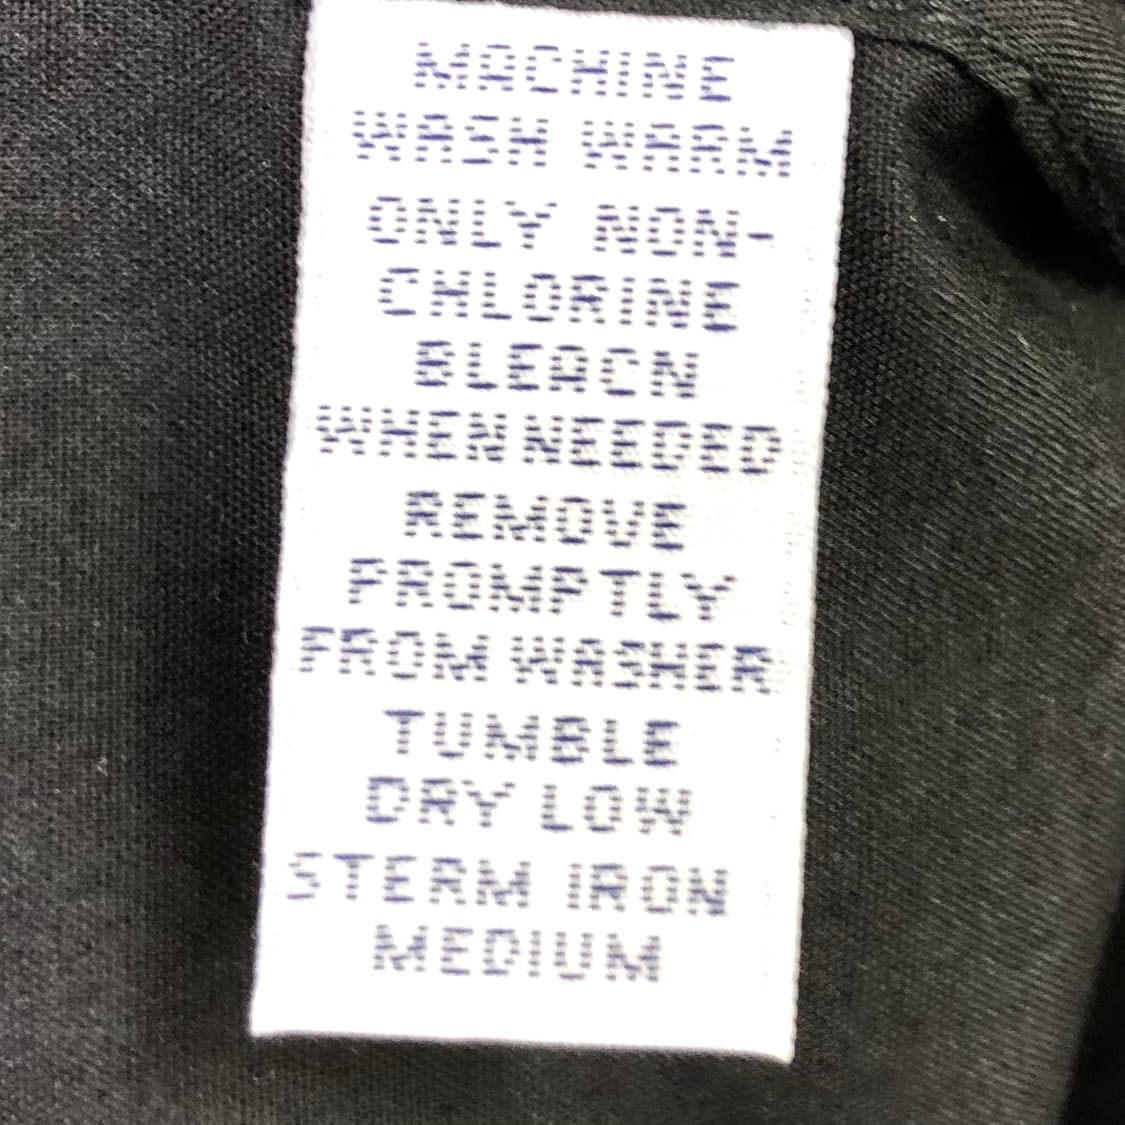 MACHINE
WASH WARM
ONLY NON-
CHLORINE
BLEACN
WHEN NEEDED
REMOVE
PROMPTLY
FROM WASHER
TUMBLE
DRY LOW
STERM IRON
MEDIUM